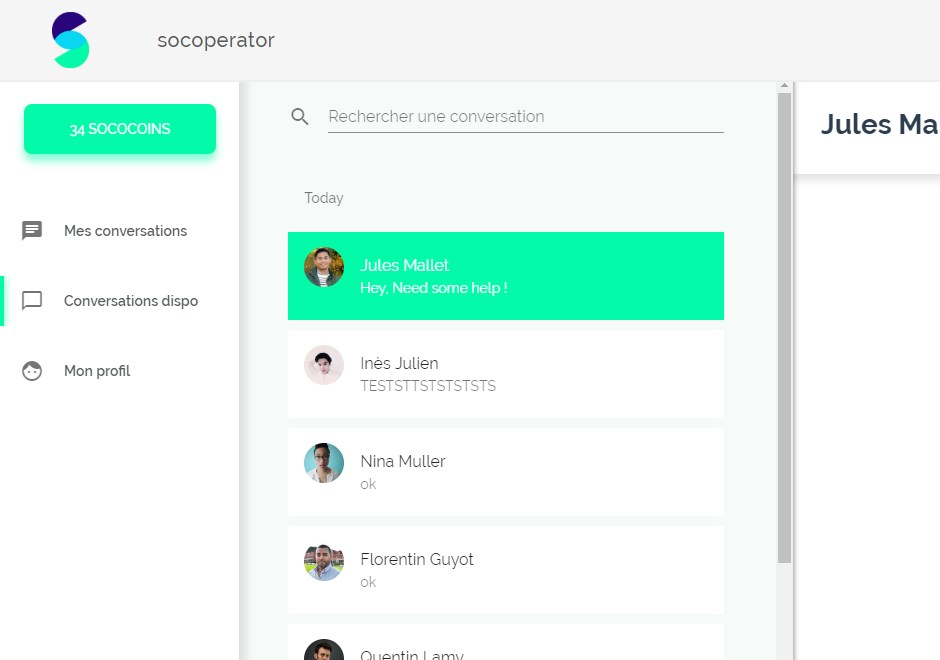 socoperator
34 SOCOCOINS
Mes conversations
Conversations dispo
Mon profil
Rechercher une conversation
Today
Jules Mallet
Hey, Need some help !
Inès Julien
TESTSTTSTSTSTSTS
Nina Muller
ok
Florentin Guyot
ok
Quentin Lamy
Jules Ma